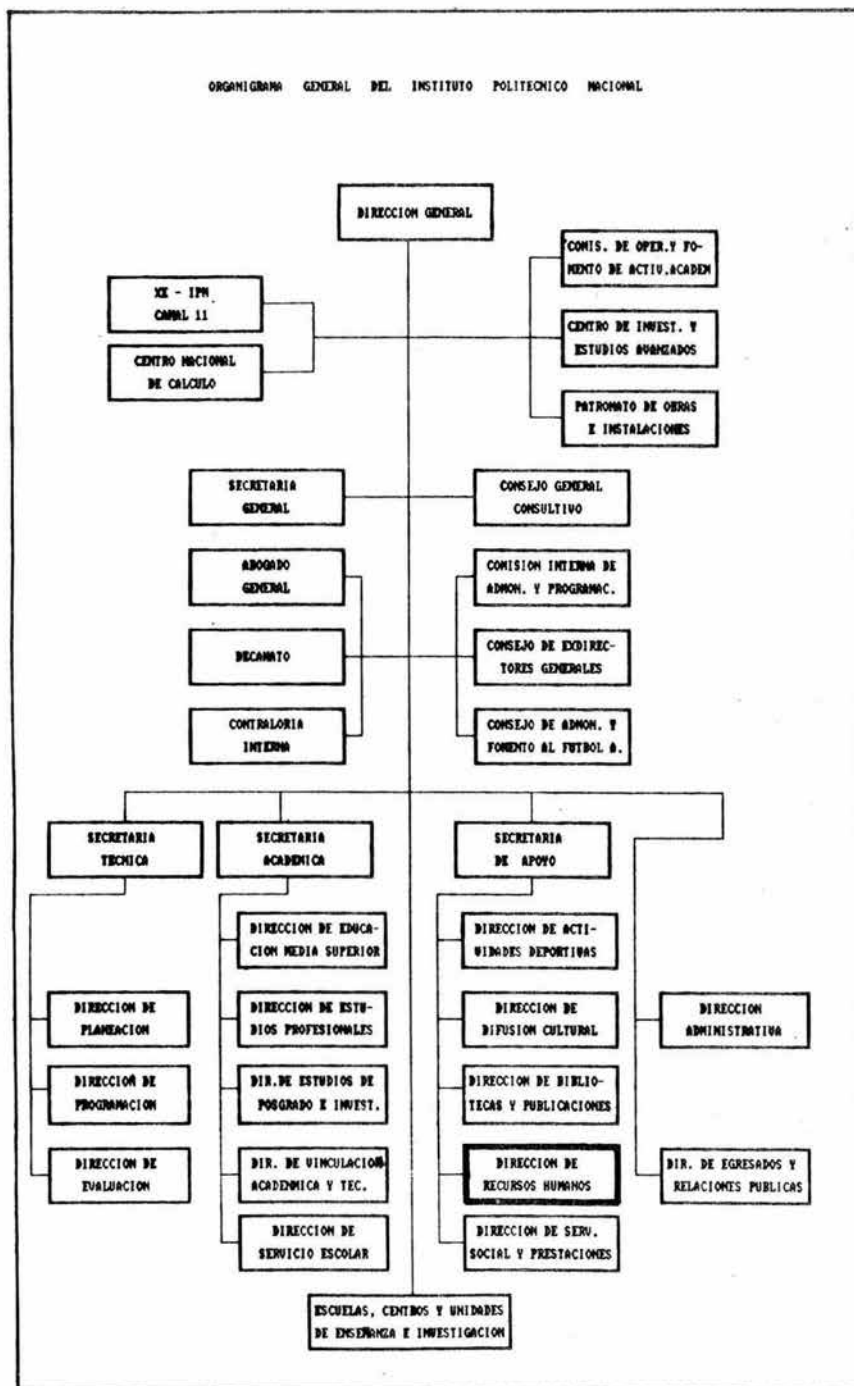 ORGANIGRAMA GENERAL DEL INSTITUTO POLITECNICO NACIONAL
DIRECCION GENERAL
COMIS. DE OPER.Y FO-
MENTO DE ACTIV.ACADEM
XE - IPN
CANAL 11
CENTRO DE INVEST. Y
ESTUDIOS AVANZADOS
CENTRO NACIONAL
DE CALCULO
PATRONATO DE OBRAS
E INSTALACIONES
SECRETARIA
GENERAL
CONSEJO GENERAL
CONSULTIVO
ABOGADO
GENERAL
COMISION INTERNA DE
ADMON. Y PROGRAMAC.
DECANATO
CONSEJO DE EXDIREC-
TORES GENERALES
CONTRALORIA
INTERNA
CONSEJO DE ADMON. Y
FOMENTO AL FUTBOL A.
SECRETARIA
TECNICA
SECRETARIA
ACADEMICA
SECRETARIA
DE APOYO
DIRECCION DE EDUCA-
CION MEDIA SUPERIOR
DIRECCION DE ACTI-
VIDADES DEPORTIVAS
DIRECCION DE
PLANEACION
DIRECCION DE ESTU-
DIOS PROFESIONALES
DIRECCION DE
DIFUSION CULTURAL
DIRECCION
ADMINISTRATIVA
DIRECCION DE
PROGRAMACION
DIR.DE ESTUDIOS DE
POSGRADO E INVEST.
DIRECCION DE BIBLIO-
TECAS Y PUBLICACIONES
DIRECCION DE
EVALUACION
DIR. DE VINCULACION
ACADENMICA Y TEC.
DIRECCION DE
RECURSOS HUMANOS
DIR. DE EGRESADOS Y
RELACIONES PUBLICAS
DIRECCION DE
SERVICIO ESCOLAR
DIRECCION DE SERV.
SOCIAL Y PRESTACIONES
ESCUELAS, CENTROS Y UNIDADES
DE ENSEÑANZA E INVESTIGACION